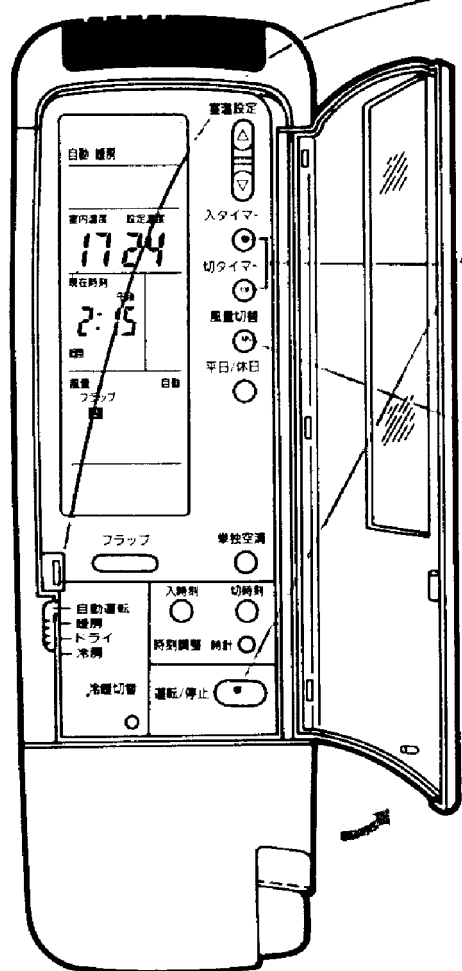 室温設定
自動 暖房
入タイマー
室内温度 設定温度
17 24
切タイマー
現在時刻
午後
2:15
風量切替
平日/休日
風量 自動
フラップ
フラップ
単独空調
入時刻 切時刻
自動運転
暖房
ドライ
冷房
時刻調整 時計
冷暖切替
運転/停止